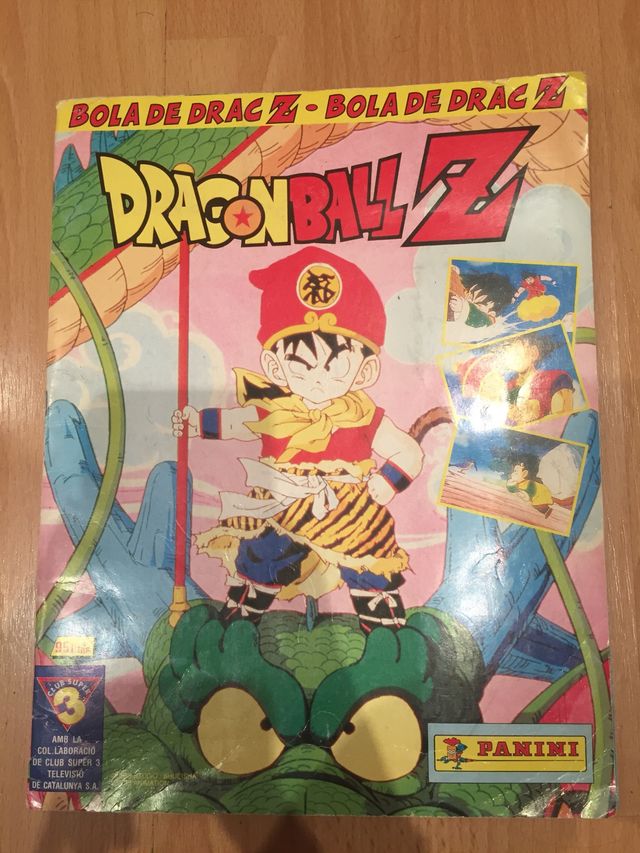 BOLA DE DRAC Z - BOLA DE DRAC Z
DRAGON BALL Z
CLUB SUPER
3
AMB LA
COL.LABORACIÓ
DE CLUB SUPER 3
TELEVISIÓ
DE CATALUNYA S.A.
PANINI